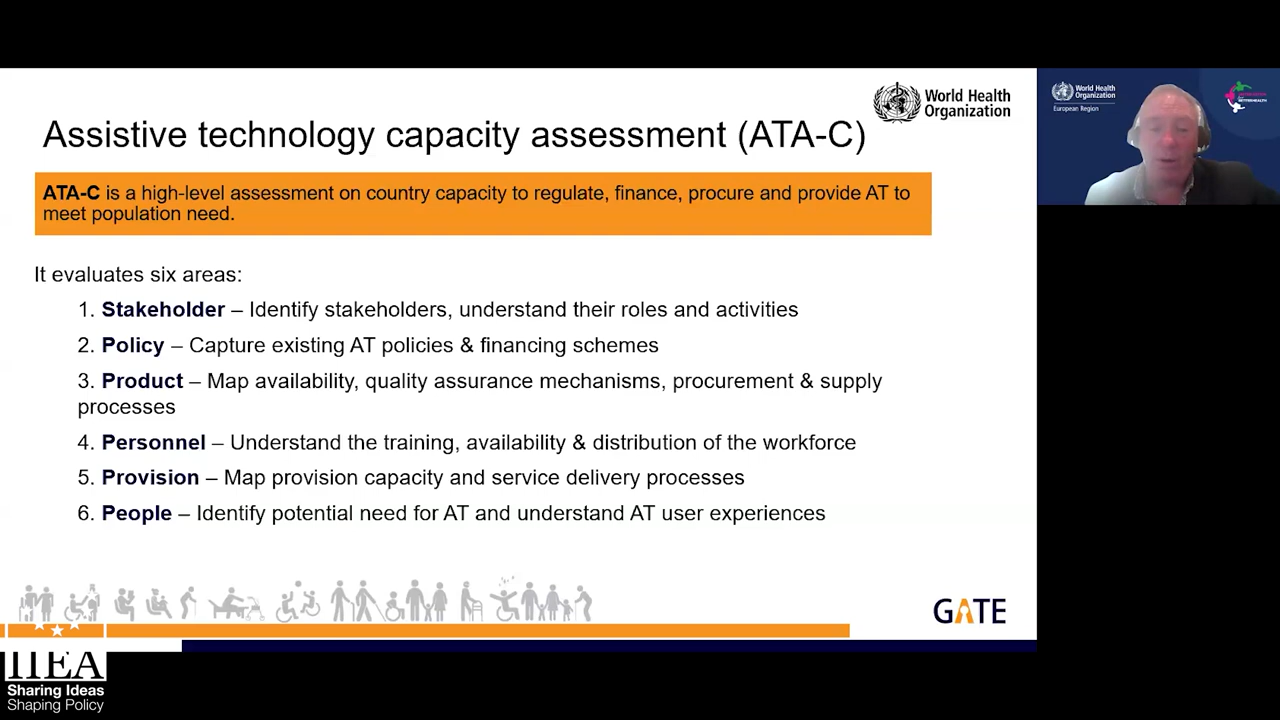 World Health
Organization
Assistive technology capacity assessment (ATA-C)
ATA-C is a high-level assessment on country capacity to regulate, finance, procure and provide AT to
meet population need.
It evaluates six areas:
1. Stakeholder – Identify stakeholders, understand their roles and activities
2. Policy – Capture existing AT policies & financing schemes
3. Product – Map availability, quality assurance mechanisms, procurement & supply
processes
4. Personnel – Understand the training, availability & distribution of the workforce
5. Provision – Map provision capacity and service delivery processes
6. People – Identify potential need for AT and understand AT user experiences
GATE
IIEA
Sharing Ideas
Shaping Policy
World Health
Organization
European Region